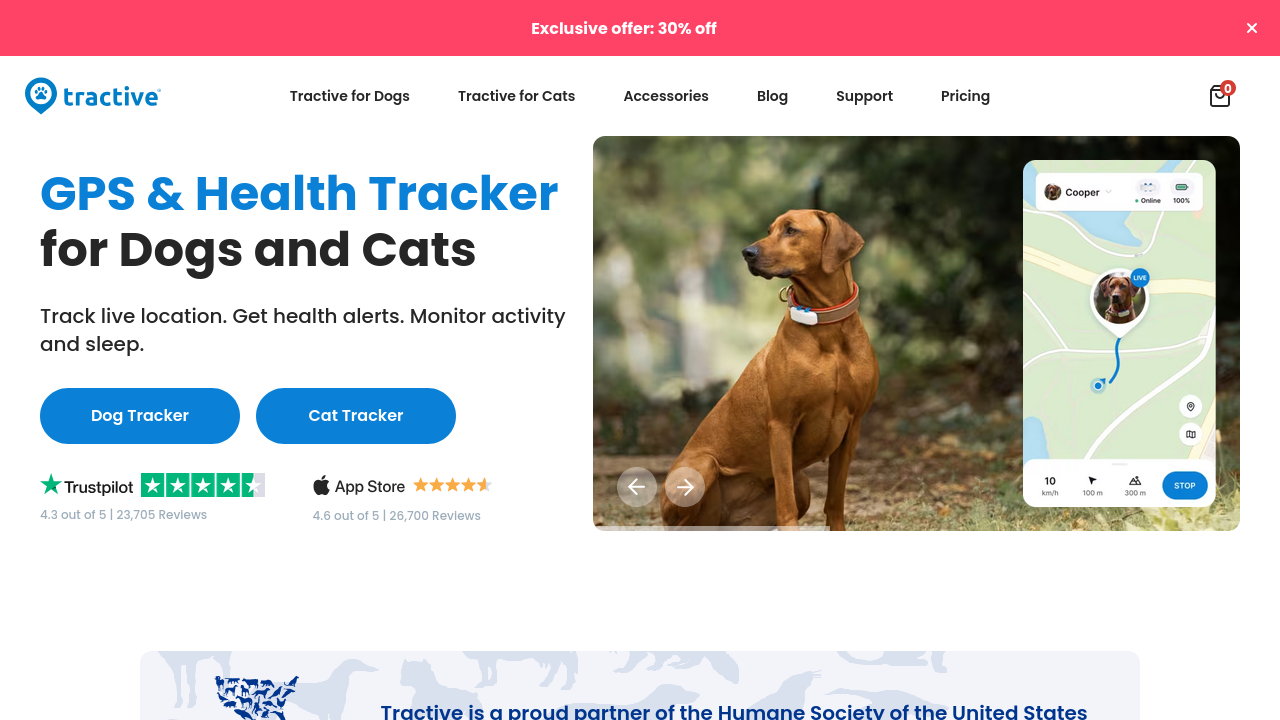 Exclusive offer: 30% off
tractive
Tractive for Dogs
Tractive for Cats
Accessories
Blog
Support
Pricing
0
GPS & Health Tracker
for Dogs and Cats
Track live location. Get health alerts. Monitor activity
and sleep.
Dog Tracker
Cat Tracker
Trustpilot
4.3 out of 5 | 23,705 Reviews
App Store
4.6 out of 5 | 26,700 Reviews
Cooper
Online
100%
LIVE
10
km/h
100 m
300 m
STOP
Tractive is a proud partner of the Humane Society of the United States